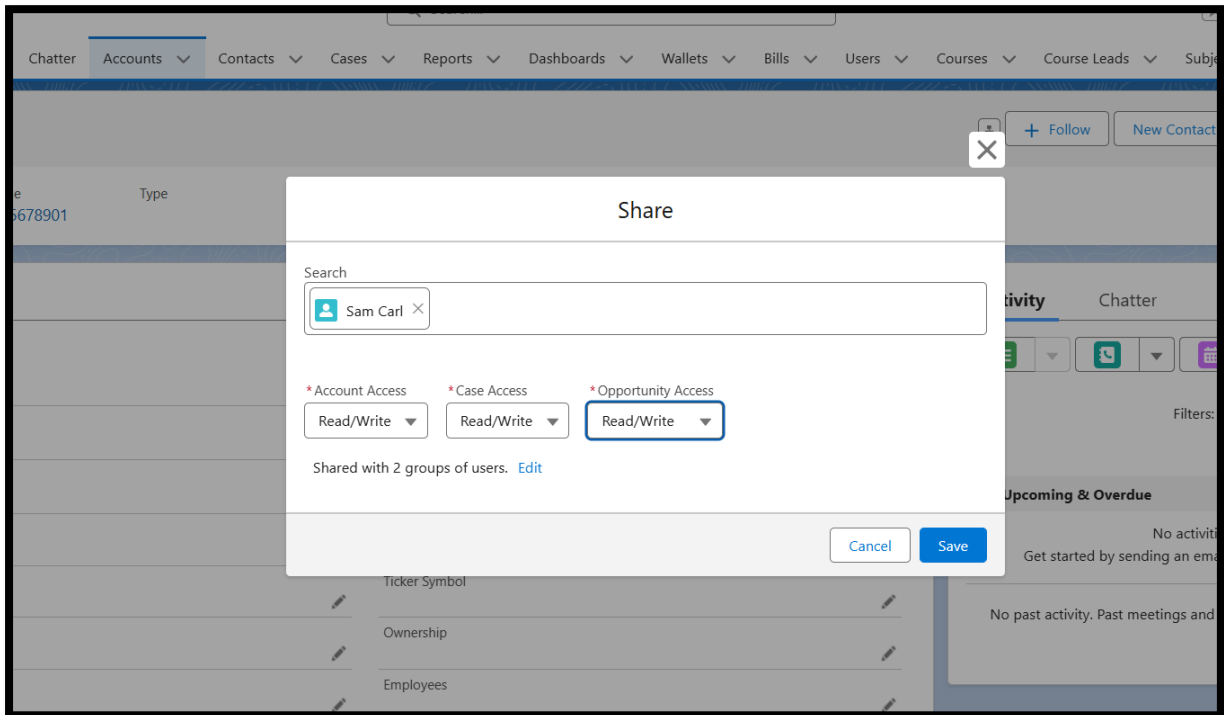 Chatter Accounts Contacts Cases Reports Dashboards Wallets Bills Users Courses Course Leads Subje
+ Follow New Contact
e Type
5678901
Share
Search
Sam Carl
tivity Chatter
*Account Access *Case Access *Opportunity Access
Read/Write Read/Write Read/Write
Filters:
Shared with 2 groups of users. Edit
Upcoming & Overdue
No activiti
Cancel Save
Get started by sending an ema
Ticker Symbol
No past activity. Past meetings and
Ownership
Employees